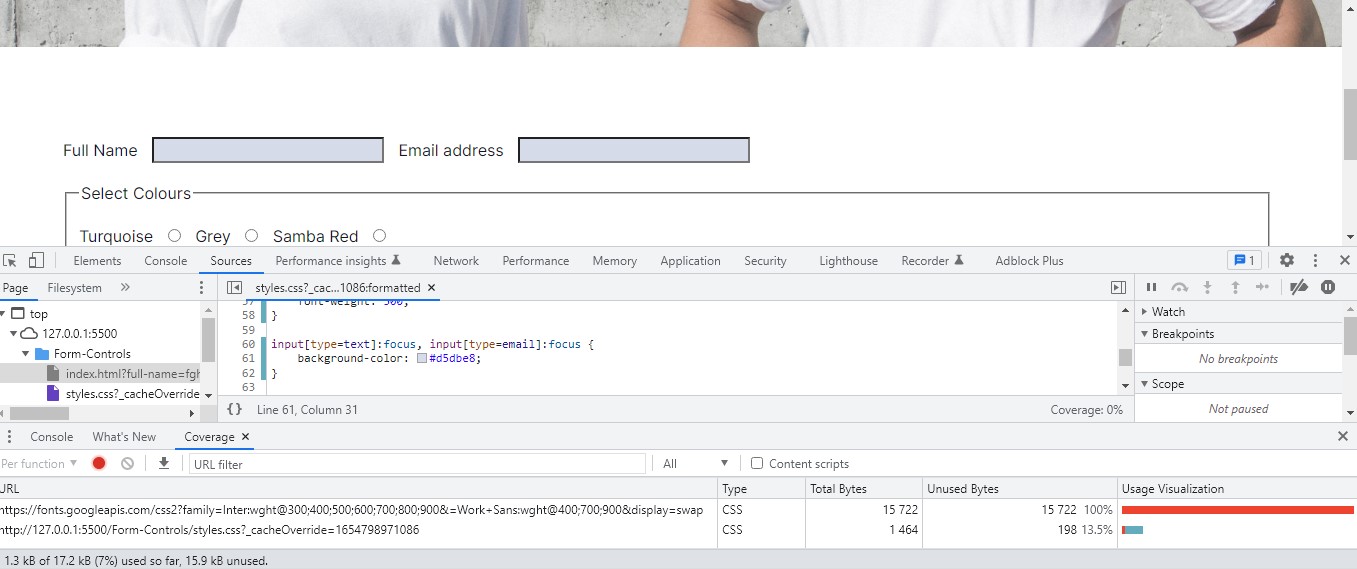 Full Name Email address
Select Colours
Turquoise Grey Samba Red
Elements Console Sources Performance insights Network Performance Memory Application Security Lighthouse Recorder Adblock Plus 1
Page Filesystem styles.css?_cac...1086:formatted
top
127.0.0.1:5500
Form-Controls
index.html?full-name=fgh
styles.css?_cacheOverride
57 font-weight: 300;
58 }
59
60 input[type=text]:focus, input[type=email]:focus {
61 background-color: #d5dbe8;
62 }
63
{} Line 61, Column 31 Coverage: 0%
Watch
Breakpoints
No breakpoints
Scope
Not paused
Console What's New Coverage
Per function URL filter All Content scripts
URL Type Total Bytes Unused Bytes Usage Visualization
https://fonts.googleapis.com/css2?family=Inter:wght@300;400;500;600;700;800;900&=Work+Sans:wght@400;700;900&display=swap CSS 15 722 15 722 100%
http://127.0.0.1:5500/Form-Controls/styles.css?_cacheOverride=1654798971086 CSS 1 464 198 13.5%
1.3 kB of 17.2 kB (7%) used so far, 15.9 kB unused.